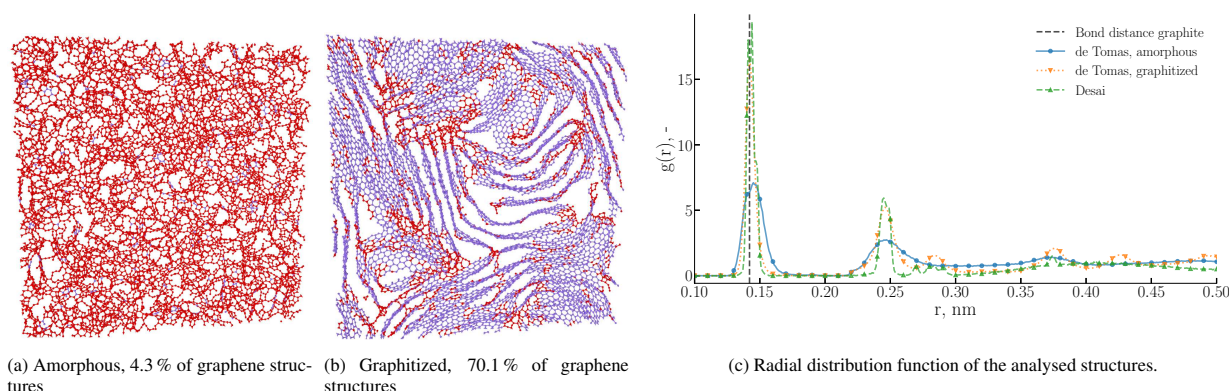 Bond distance graphite
de Tomas, amorphous
de Tomas, graphitized
Desai
g(r), -
15
10
5
0
0.10 0.15 0.20 0.25 0.30 0.35 0.40 0.45 0.50
r, nm
(a) Amorphous, 4.3 % of graphene struc-
tures
(b) Graphitized, 70.1 % of graphene
structures
(c) Radial distribution function of the analysed structures.